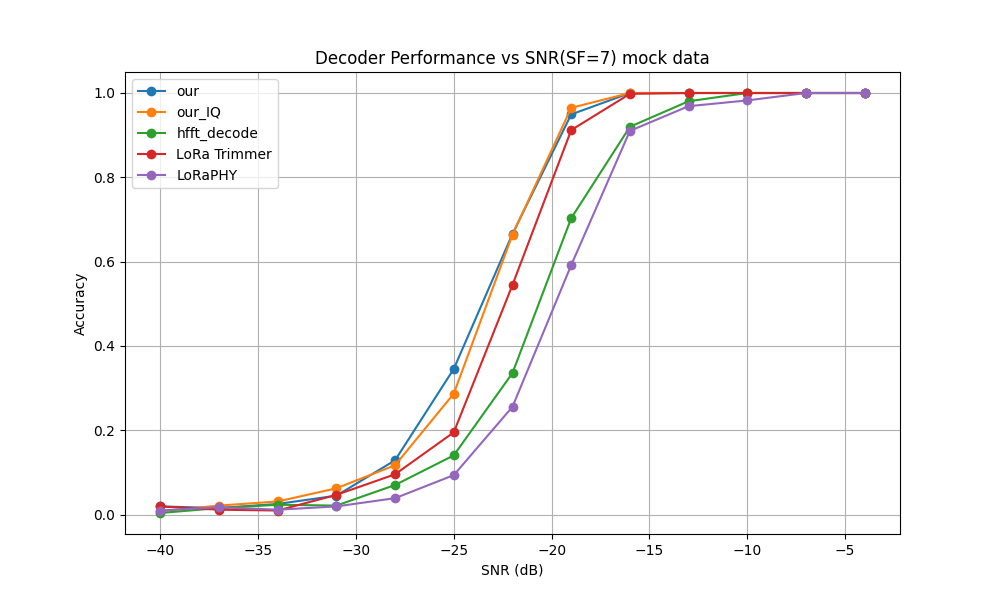 Decoder Performance vs SNR(SF=7) mock data
our
our_IQ
hfft_decode
LoRa Trimmer
LoRaPHY
Accuracy
1.0
0.8
0.6
0.4
0.2
0.0
−40 −35 −30 −25 −20 −15 −10 −5
SNR (dB)